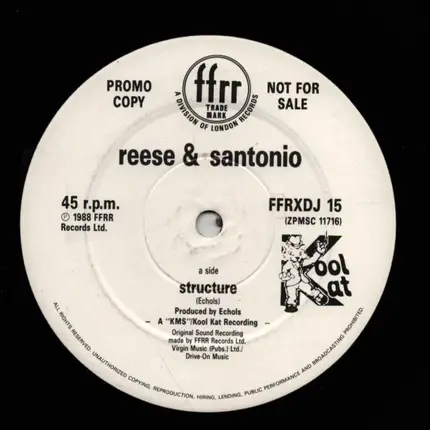 PROMO COPY
ffrr
TRADE MARK
A DIVISION OF LONDON RECORDS
NOT FOR SALE
reese & santonio
45 r.p.m.
℗ 1988 FFRR
Records Ltd.
FFRXDJ 15
(ZPMSC 11716)
Kool Kat
a side
structure
(Echols)
Produced by Echols
- A "KMS"/Kool Kat Recording -
Original Sound Recording
made by FFRR Records Ltd.
Virgin Music (Pubs.) Ltd./
Drive-On Music
ALL RIGHTS RESERVED. UNAUTHORIZED COPYING, REPRODUCTION, HIRING, LENDING, PUBLIC PERFORMANCE AND BROADCASTING PROHIBITED.